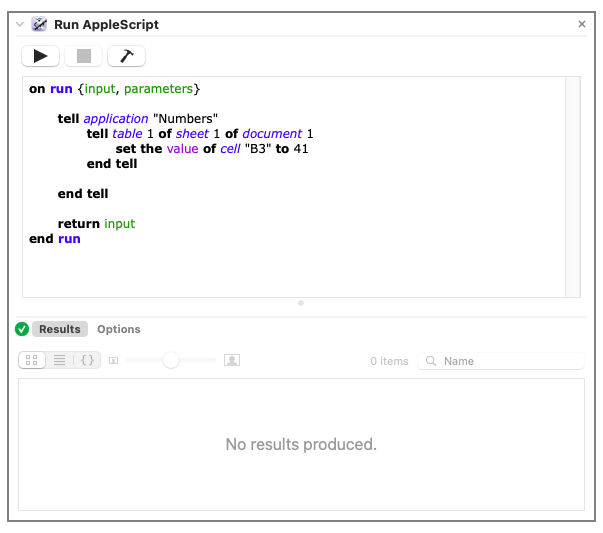 Run AppleScript
on run {input, parameters}
tell application "Numbers"
tell table 1 of sheet 1 of document 1
set the value of cell "B3" to 41
end tell
end tell
return input
end run
Results Options
{} 0 items Name
No results produced.